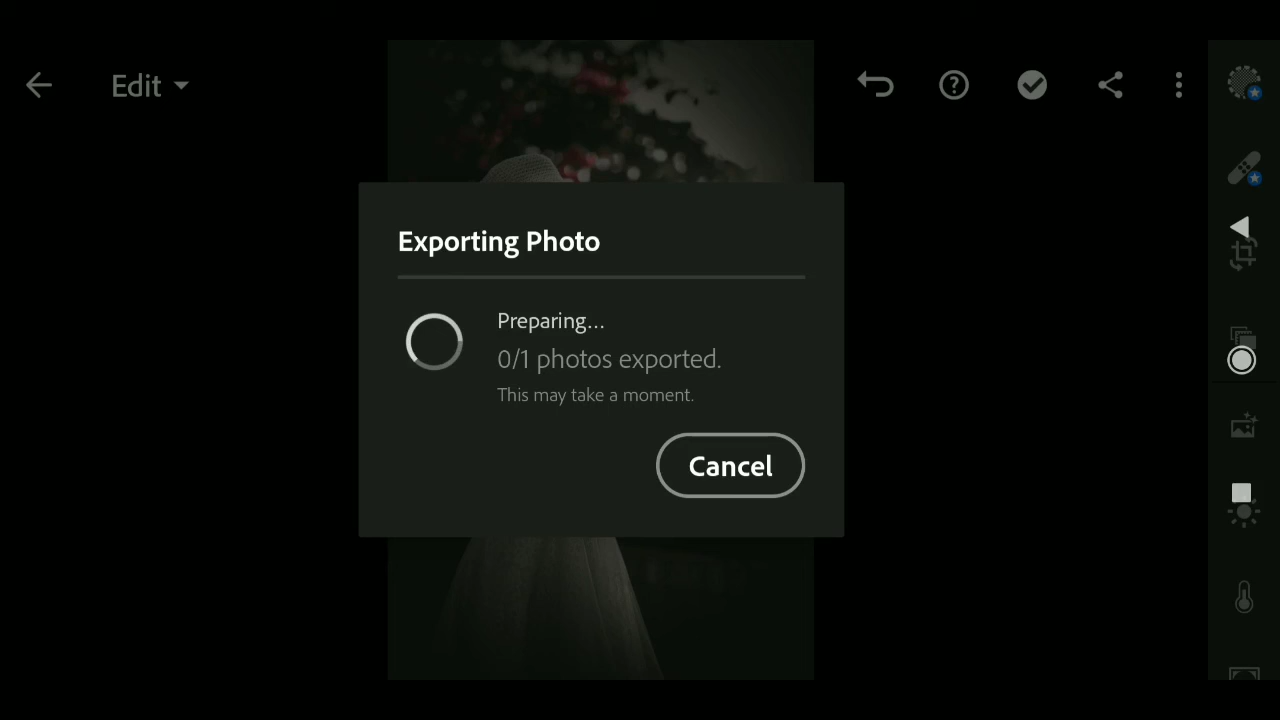 Edit
Exporting Photo
Preparing...
0/1 photos exported.
This may take a moment.
Cancel